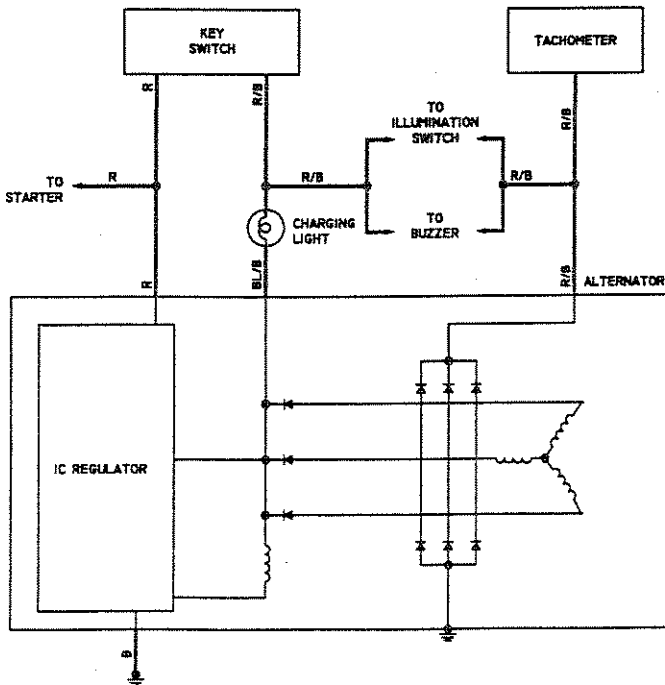 KEY
SWITCH
TACHOMETER
R
R/B
R/B
TO
ILLUMINATION
SWITCH
TO
STARTER
R
R/B
R/B
CHARGING
LIGHT
TO
BUZZER
R
BL/B
R/B
ALTERNATOR
IC REGULATOR
B